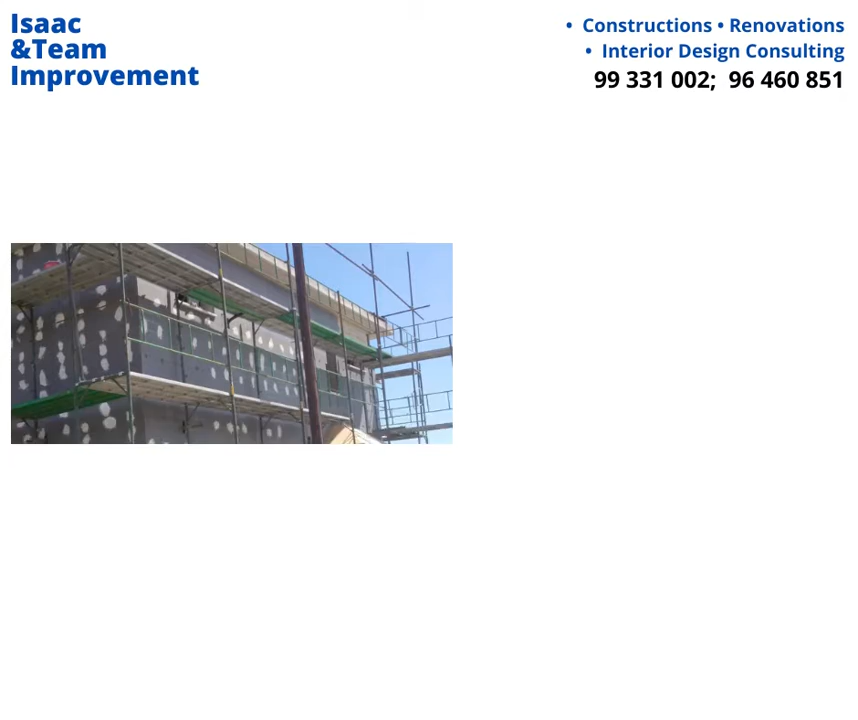 Isaac
&Team
Improvement
• Constructions • Renovations
• Interior Design Consulting
99 331 002; 96 460 851